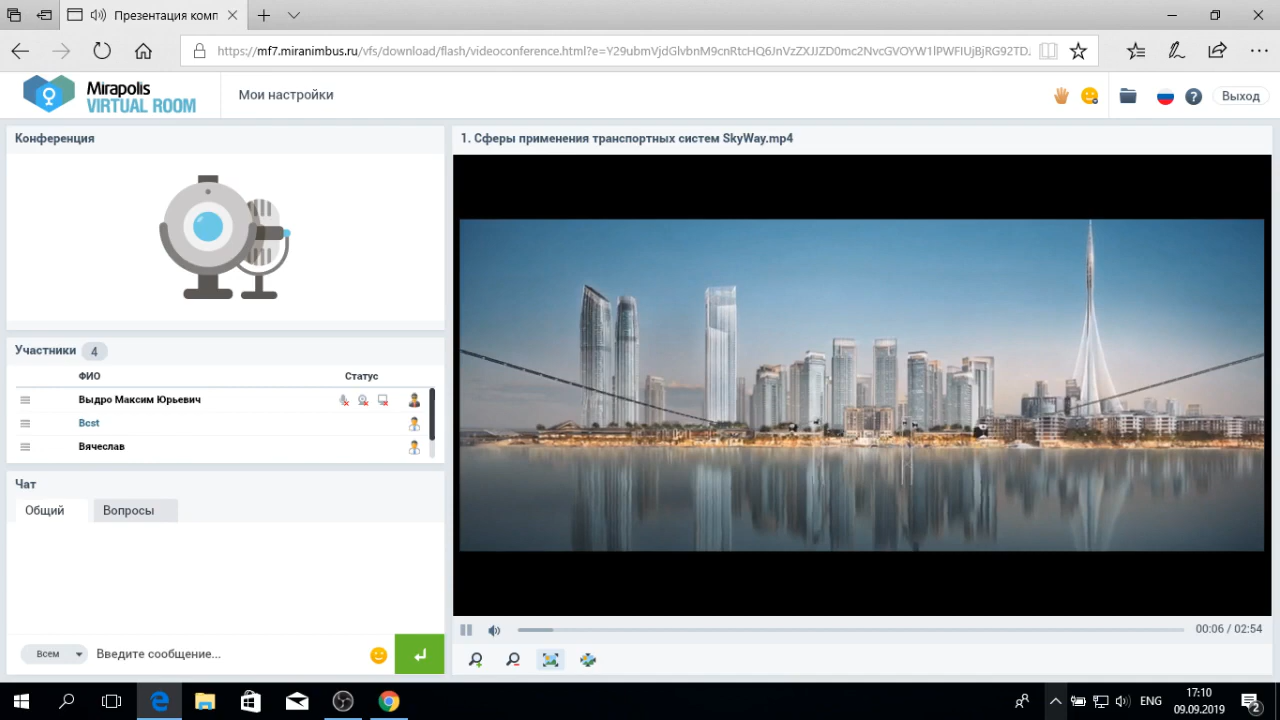 Презентация комп
https://mf7.miranimbus.ru/vfs/download/flash/videoconference.html?e=Y29ubmVjdGlvbnM9cnRtcHQ6JnVzZXJJZD0mc2NvcGVOYW1lPWFIUjBjRG92TDJ
Mirapolis
VIRTUAL ROOM
Мои настройки
Выход
Конференция
1. Сферы применения транспортных систем SkyWay.mp4
Участники 4
ФИО Статус
Выдро Максим Юрьевич
Bcst
Вячеслав
Чат
Общий Вопросы
Всем Введите сообщение...
00:06 / 02:54
ENG
17:10
09.09.2019
2